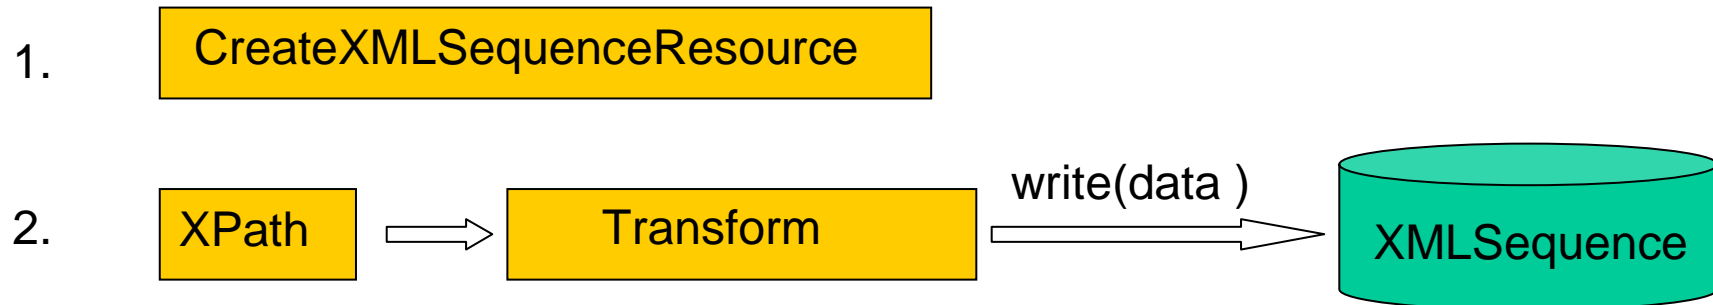 1. CreateXMLSequenceResource
write(data )
2. XPath Transform XMLSequence